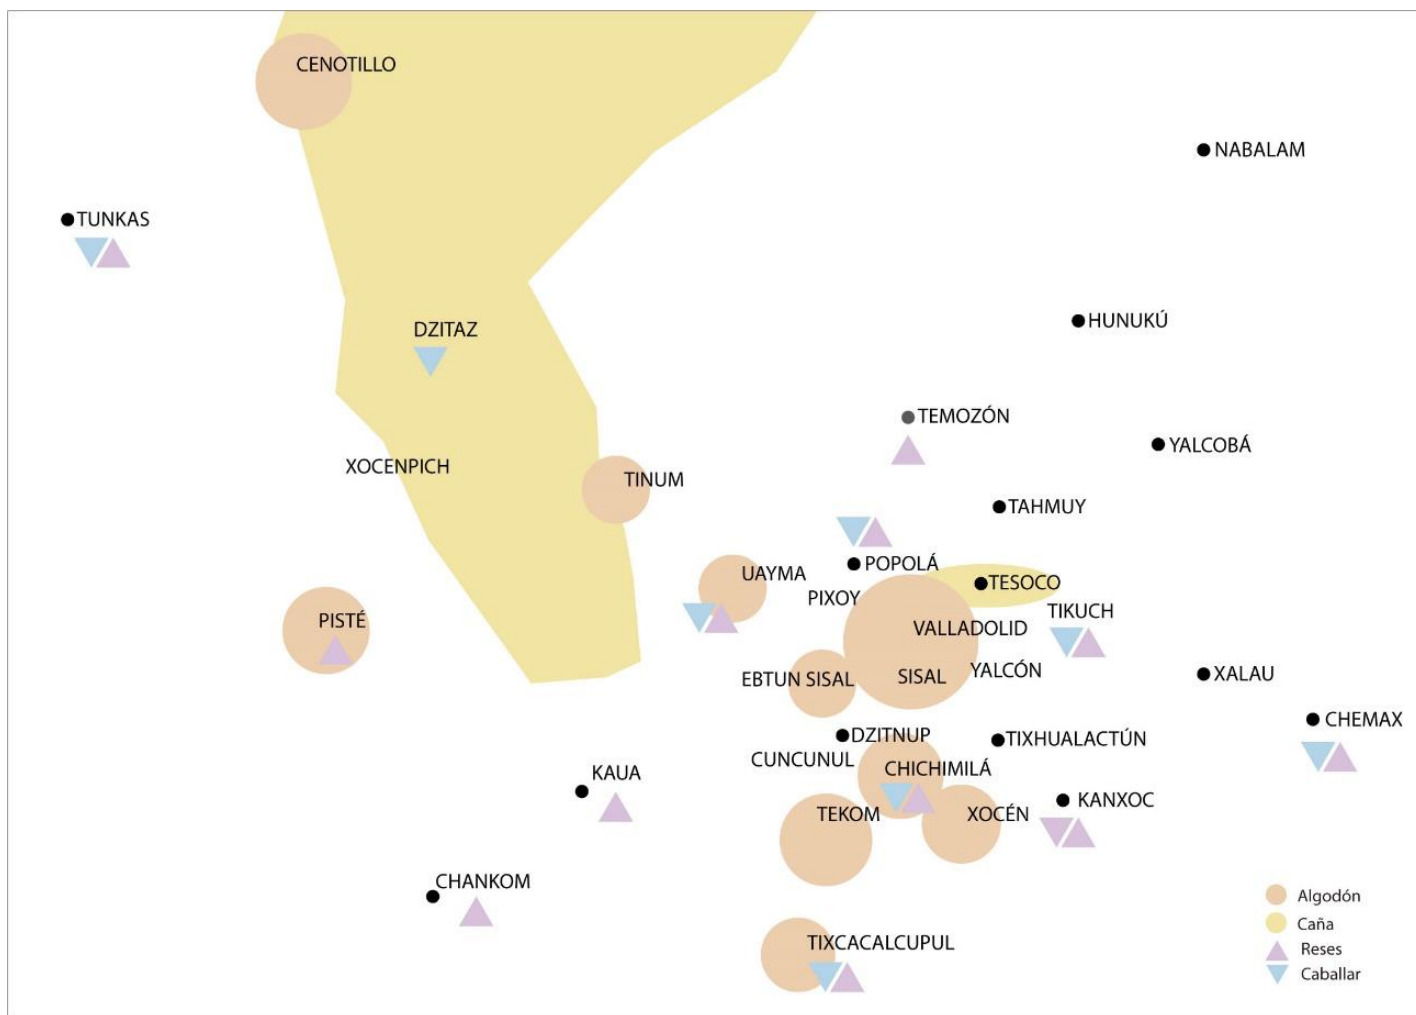 CENOTILLO
NABALAM
TUNKAS
HUNUKÚ
DZITAZ
TEMOZÓN
YALCOBÁ
XOCENPICH
TINUM
TAHMUY
POPOLÁ
UAYMA
TESOCO
PIXOY
TIKUCH
PISTÉ
VALLADOLID
YALCÓN
XALAU
SISAL
EBTUN SISAL
CHEMAX
DZITNUP
TIXHUALACTÚN
CUNCUNUL
CHICHIMILÁ
KAUA
KANXOC
TEKOM
XOCÉN
CHANKOM
TIXCACALCUPUL
Algodón
Caña
Reses
Caballar